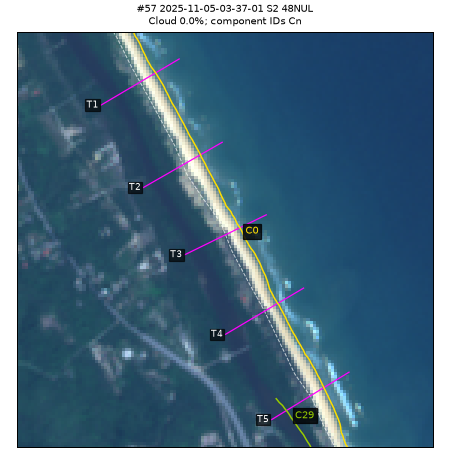 #57 2025-11-05-03-37-01 S2 48NUL
Cloud 0.0%; component IDs Cn
T1
T2
C0
T3
T4
C29
T5